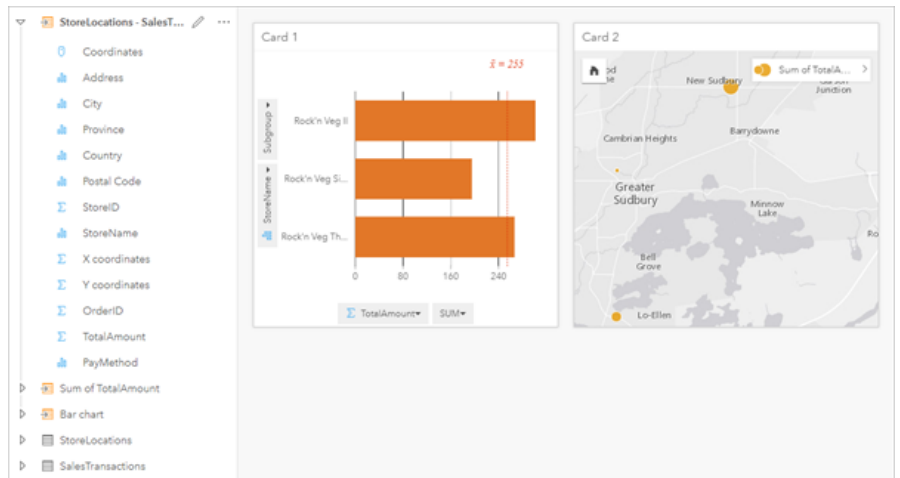 StoreLocations - SalesT...
Coordinates
Address
City
Province
Country
Postal Code
StoreID
StoreName
X coordinates
Y coordinates
OrderID
TotalAmount
PayMethod
Sum of TotalAmount
Bar chart
StoreLocations
SalesTransactions
Card 1
x̄ = 255
Subgroup
StoreName
Rock'n Veg II
Rock'n Veg Si...
Rock'n Veg Th...
0 80 160 240
Σ TotalAmount SUM
Card 2
Sum of TotalA...
New Sudbury
Junction
Cambrian Heights
Barrydowne
Greater
Sudbury
Minnow
Lake
Ro
Bell
Grove
Lo-Ellen